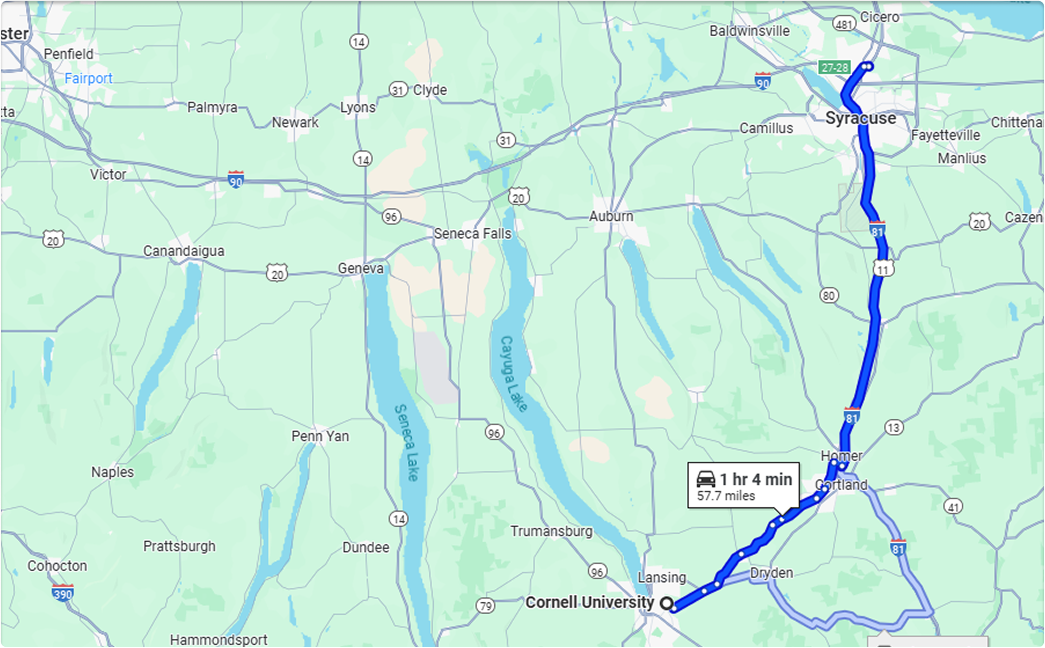 Cicero
481
Baldwinsville
ster
14
Penfield
27-28
Fairport
90
31
Clyde
Palmyra
Lyons
Syracuse
Newark
Camillus
Chittena
Fayetteville
31
14
Manlius
Victor
90
20
96
Auburn
Cazen
20
81
Seneca Falls
20
Canandaigua
Geneva
11
20
80
Cayuga Lake
Seneca Lake
81
13
96
Penn Yan
Homer
Naples
1 hr 4 min
57.7 miles
Cortland
41
14
Trumansburg
Prattsburgh
Dundee
81
Cohocton
96
Lansing
Dryden
390
Cornell University
79
Hammondsport